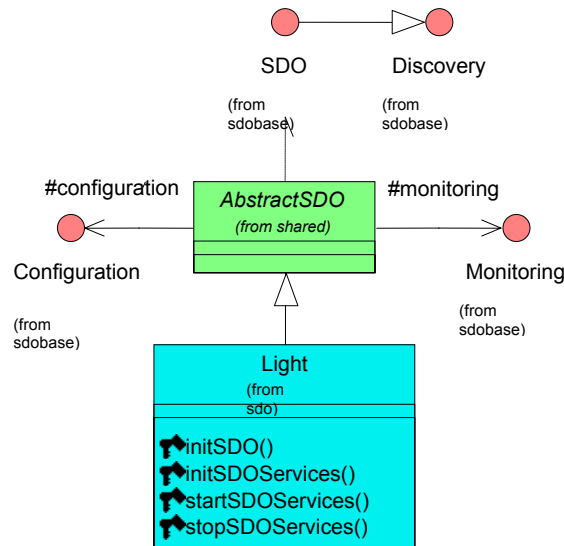 SDO
Discovery
(from
sdobase)
(from
sdobase)
#configuration
AbstractSDO
(from shared)
#monitoring
Configuration
Monitoring
(from
sdobase)
(from
sdobase)
Light
(from
sdo)
initSDO()
initSDOServices()
startSDOServices()
stopSDOServices()